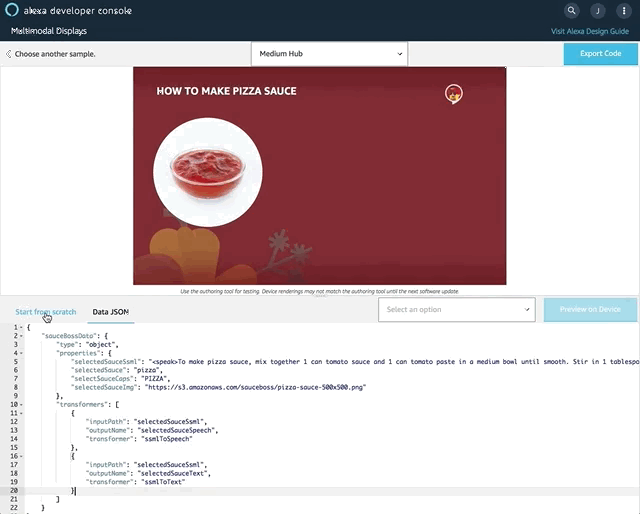 alexa developer console
J
Multimodal Displays
Visit Alexa Design Guide
Choose another sample.
Medium Hub
Export Code
HOW TO MAKE PIZZA SAUCE
Use the authoring tool for testing. Device renderings may not match the authoring tool until the next software update.
Start from scratch
Data JSON
Select an option
Preview on Device
1 {
2 "sauceBossData": {
3 "type": "object",
4 "properties": {
5 "selectedSauceSsml": "<speak>To make pizza sauce, mix together 1 can tomato sauce and 1 can tomato paste in a medium bowl until smooth. Stir in 1 tablespo
6 "selectedSauce": "pizza",
7 "selectSauceCaps": "PIZZA",
8 "selectedSauceImg": "https://s3.amazonaws.com/sauceboss/pizza-sauce-500x500.png"
9 },
10 "transformers": [
11 {
12 "inputPath": "selectedSauceSsml",
13 "outputName": "selectedSauceSpeech",
14 "transformer": "ssmlToSpeech"
15 },
16 {
17 "inputPath": "selectedSauceSsml",
18 "outputName": "selectedSauceText",
19 "transformer": "ssmlToText"
20 }
21 ]
22 }